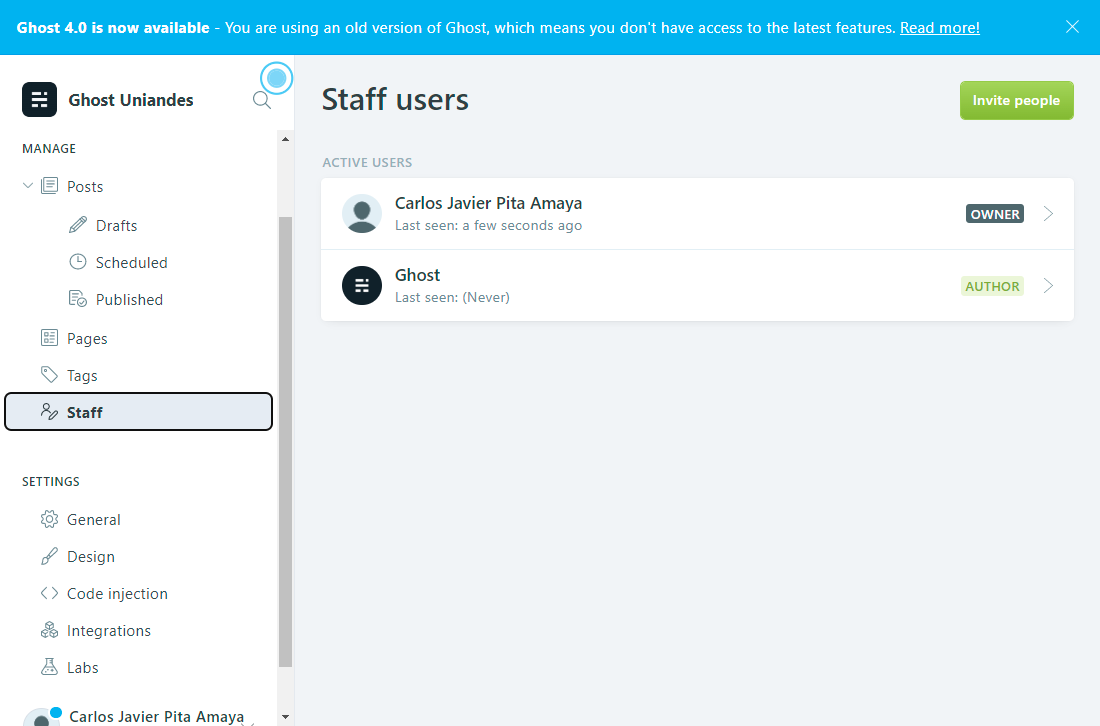 Ghost 4.0 is now available - You are using an old version of Ghost, which means you don't have access to the latest features. Read more!
Ghost Uniandes
MANAGE
Posts
Drafts
Scheduled
Published
Pages
Tags
Staff
SETTINGS
General
Design
Code injection
Integrations
Labs
Carlos Javier Pita Amaya
Staff users
Invite people
ACTIVE USERS
Carlos Javier Pita Amaya
Last seen: a few seconds ago
OWNER
Ghost
Last seen: (Never)
AUTHOR